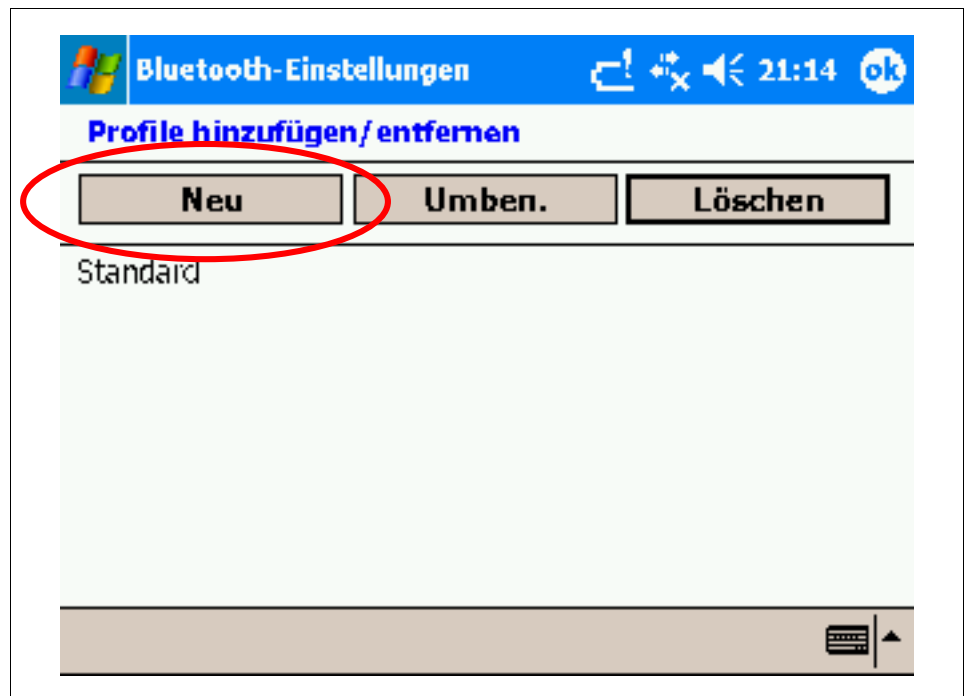 Bluetooth-Einstellungen 21:14 ok
Profile hinzufügen/entfernen
Neu Umben. Löschen
Standard